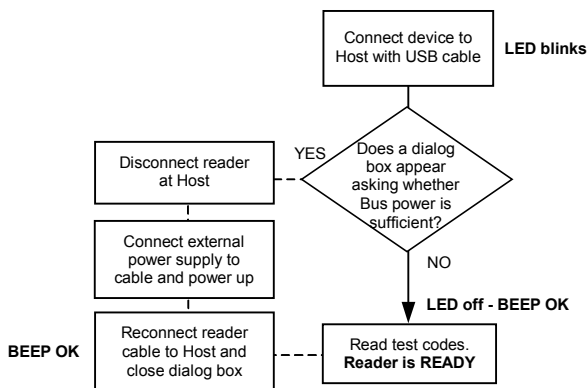 Connect device to
Host with USB cable
LED blinks
Does a dialog
box appear
asking whether
Bus power is
sufficient?
YES
Disconnect reader
at Host
Connect external
power supply to
cable and power up
NO
LED off - BEEP OK
BEEP OK
Reconnect reader
cable to Host and
close dialog box
Read test codes.
Reader is READY